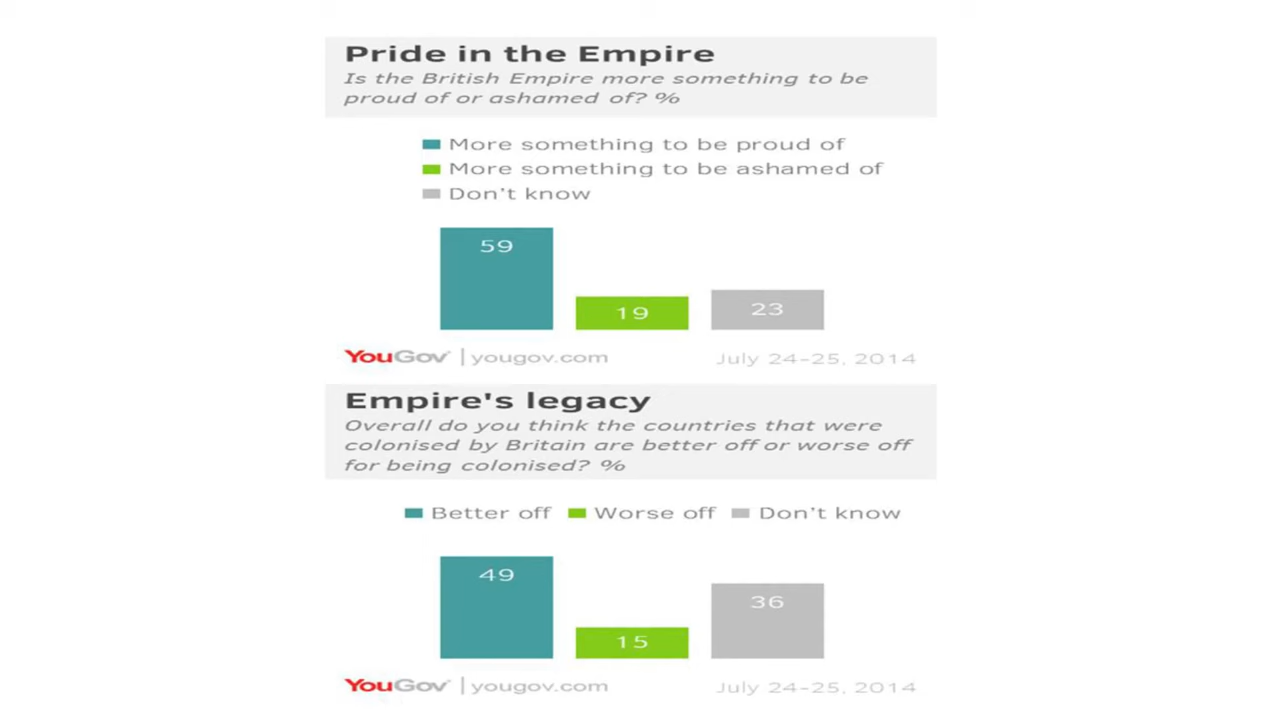 Pride in the Empire
Is the British Empire more something to be
proud of or ashamed of? %
More something to be proud of
More something to be ashamed of
Don't know
59
19
23
YouGov | yougov.com
July 24-25, 2014
Empire's legacy
Overall do you think the countries that were
colonised by Britain are better off or worse off
for being colonised? %
Better off
Worse off
Don't know
49
15
36
YouGov | yougov.com
July 24-25, 2014